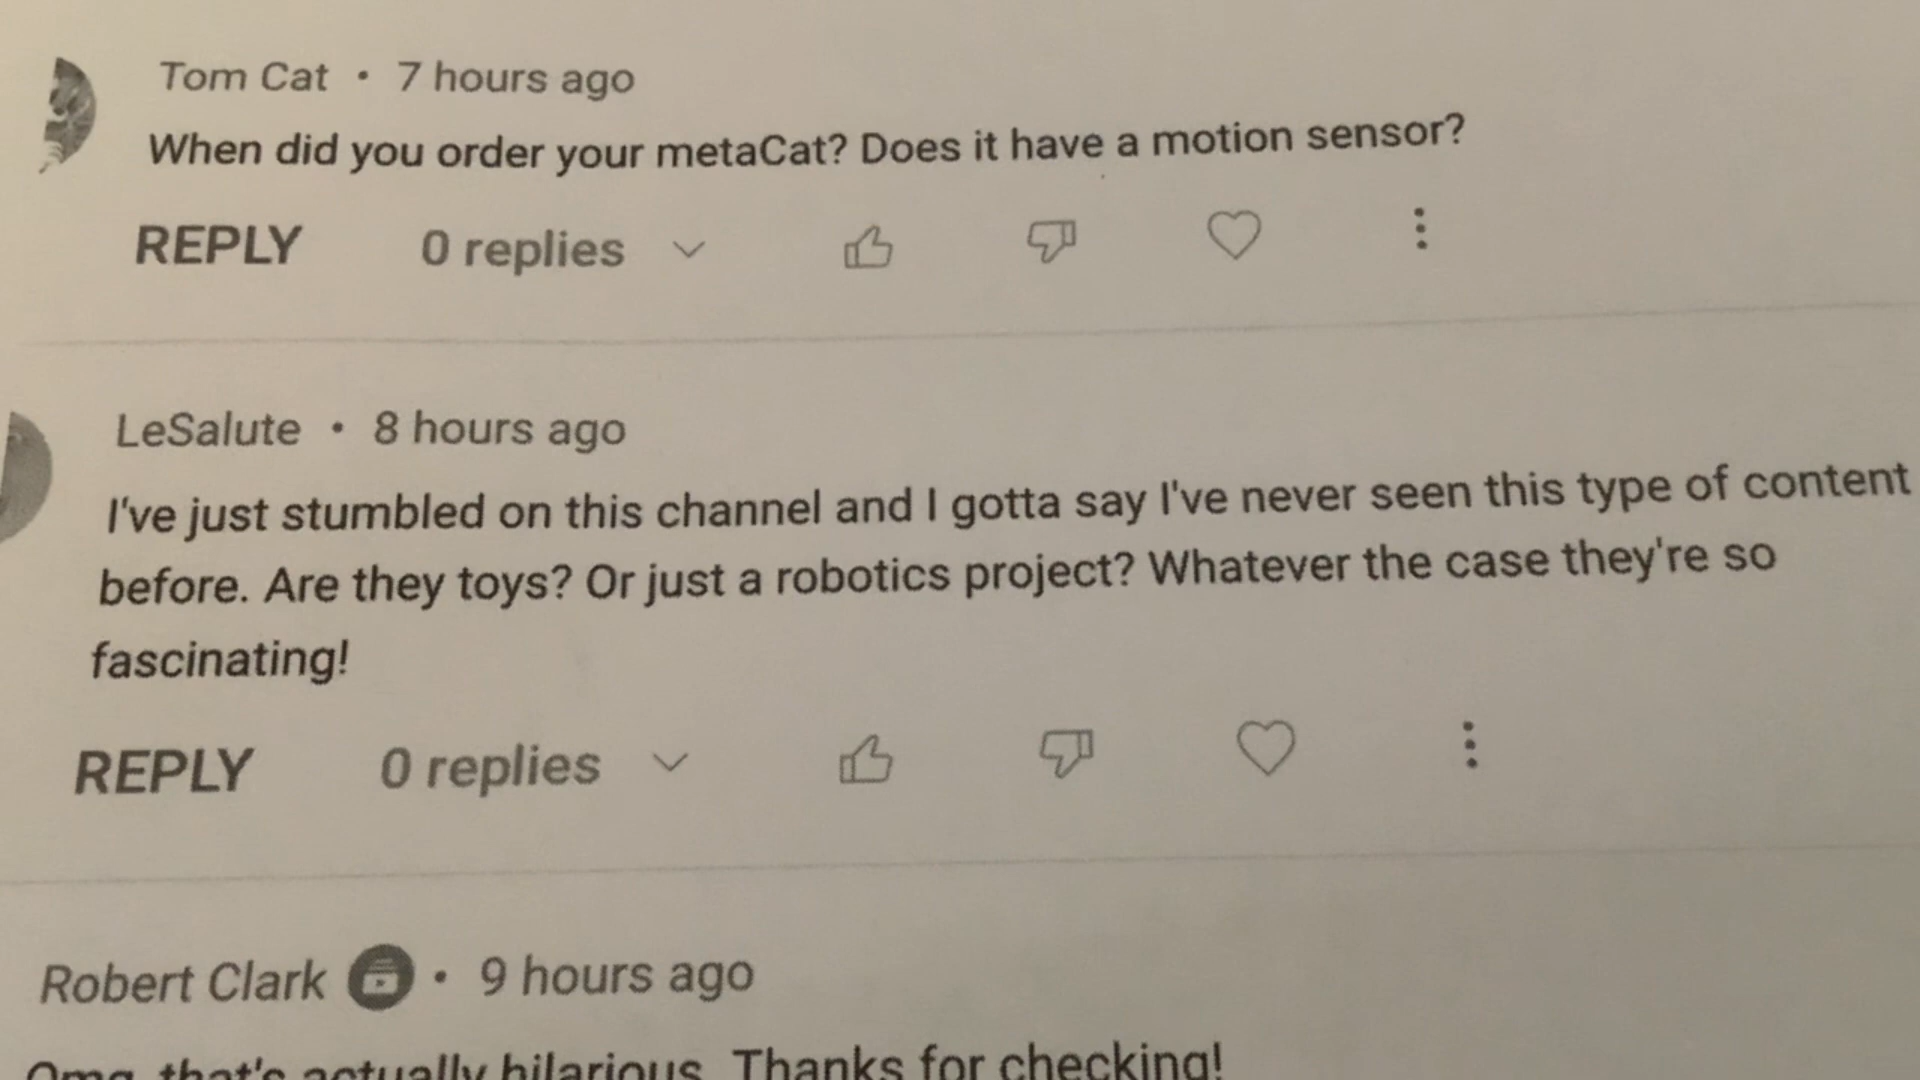 Tom Cat • 7 hours ago
When did you order your metaCat? Does it have a motion sensor?
REPLY 0 replies
LeSalute • 8 hours ago
I've just stumbled on this channel and I gotta say I've never seen this type of content
before. Are they toys? Or just a robotics project? Whatever the case they're so
fascinating!
REPLY 0 replies
Robert Clark • 9 hours ago
Omg, that's actually hilarious. Thanks for checking!